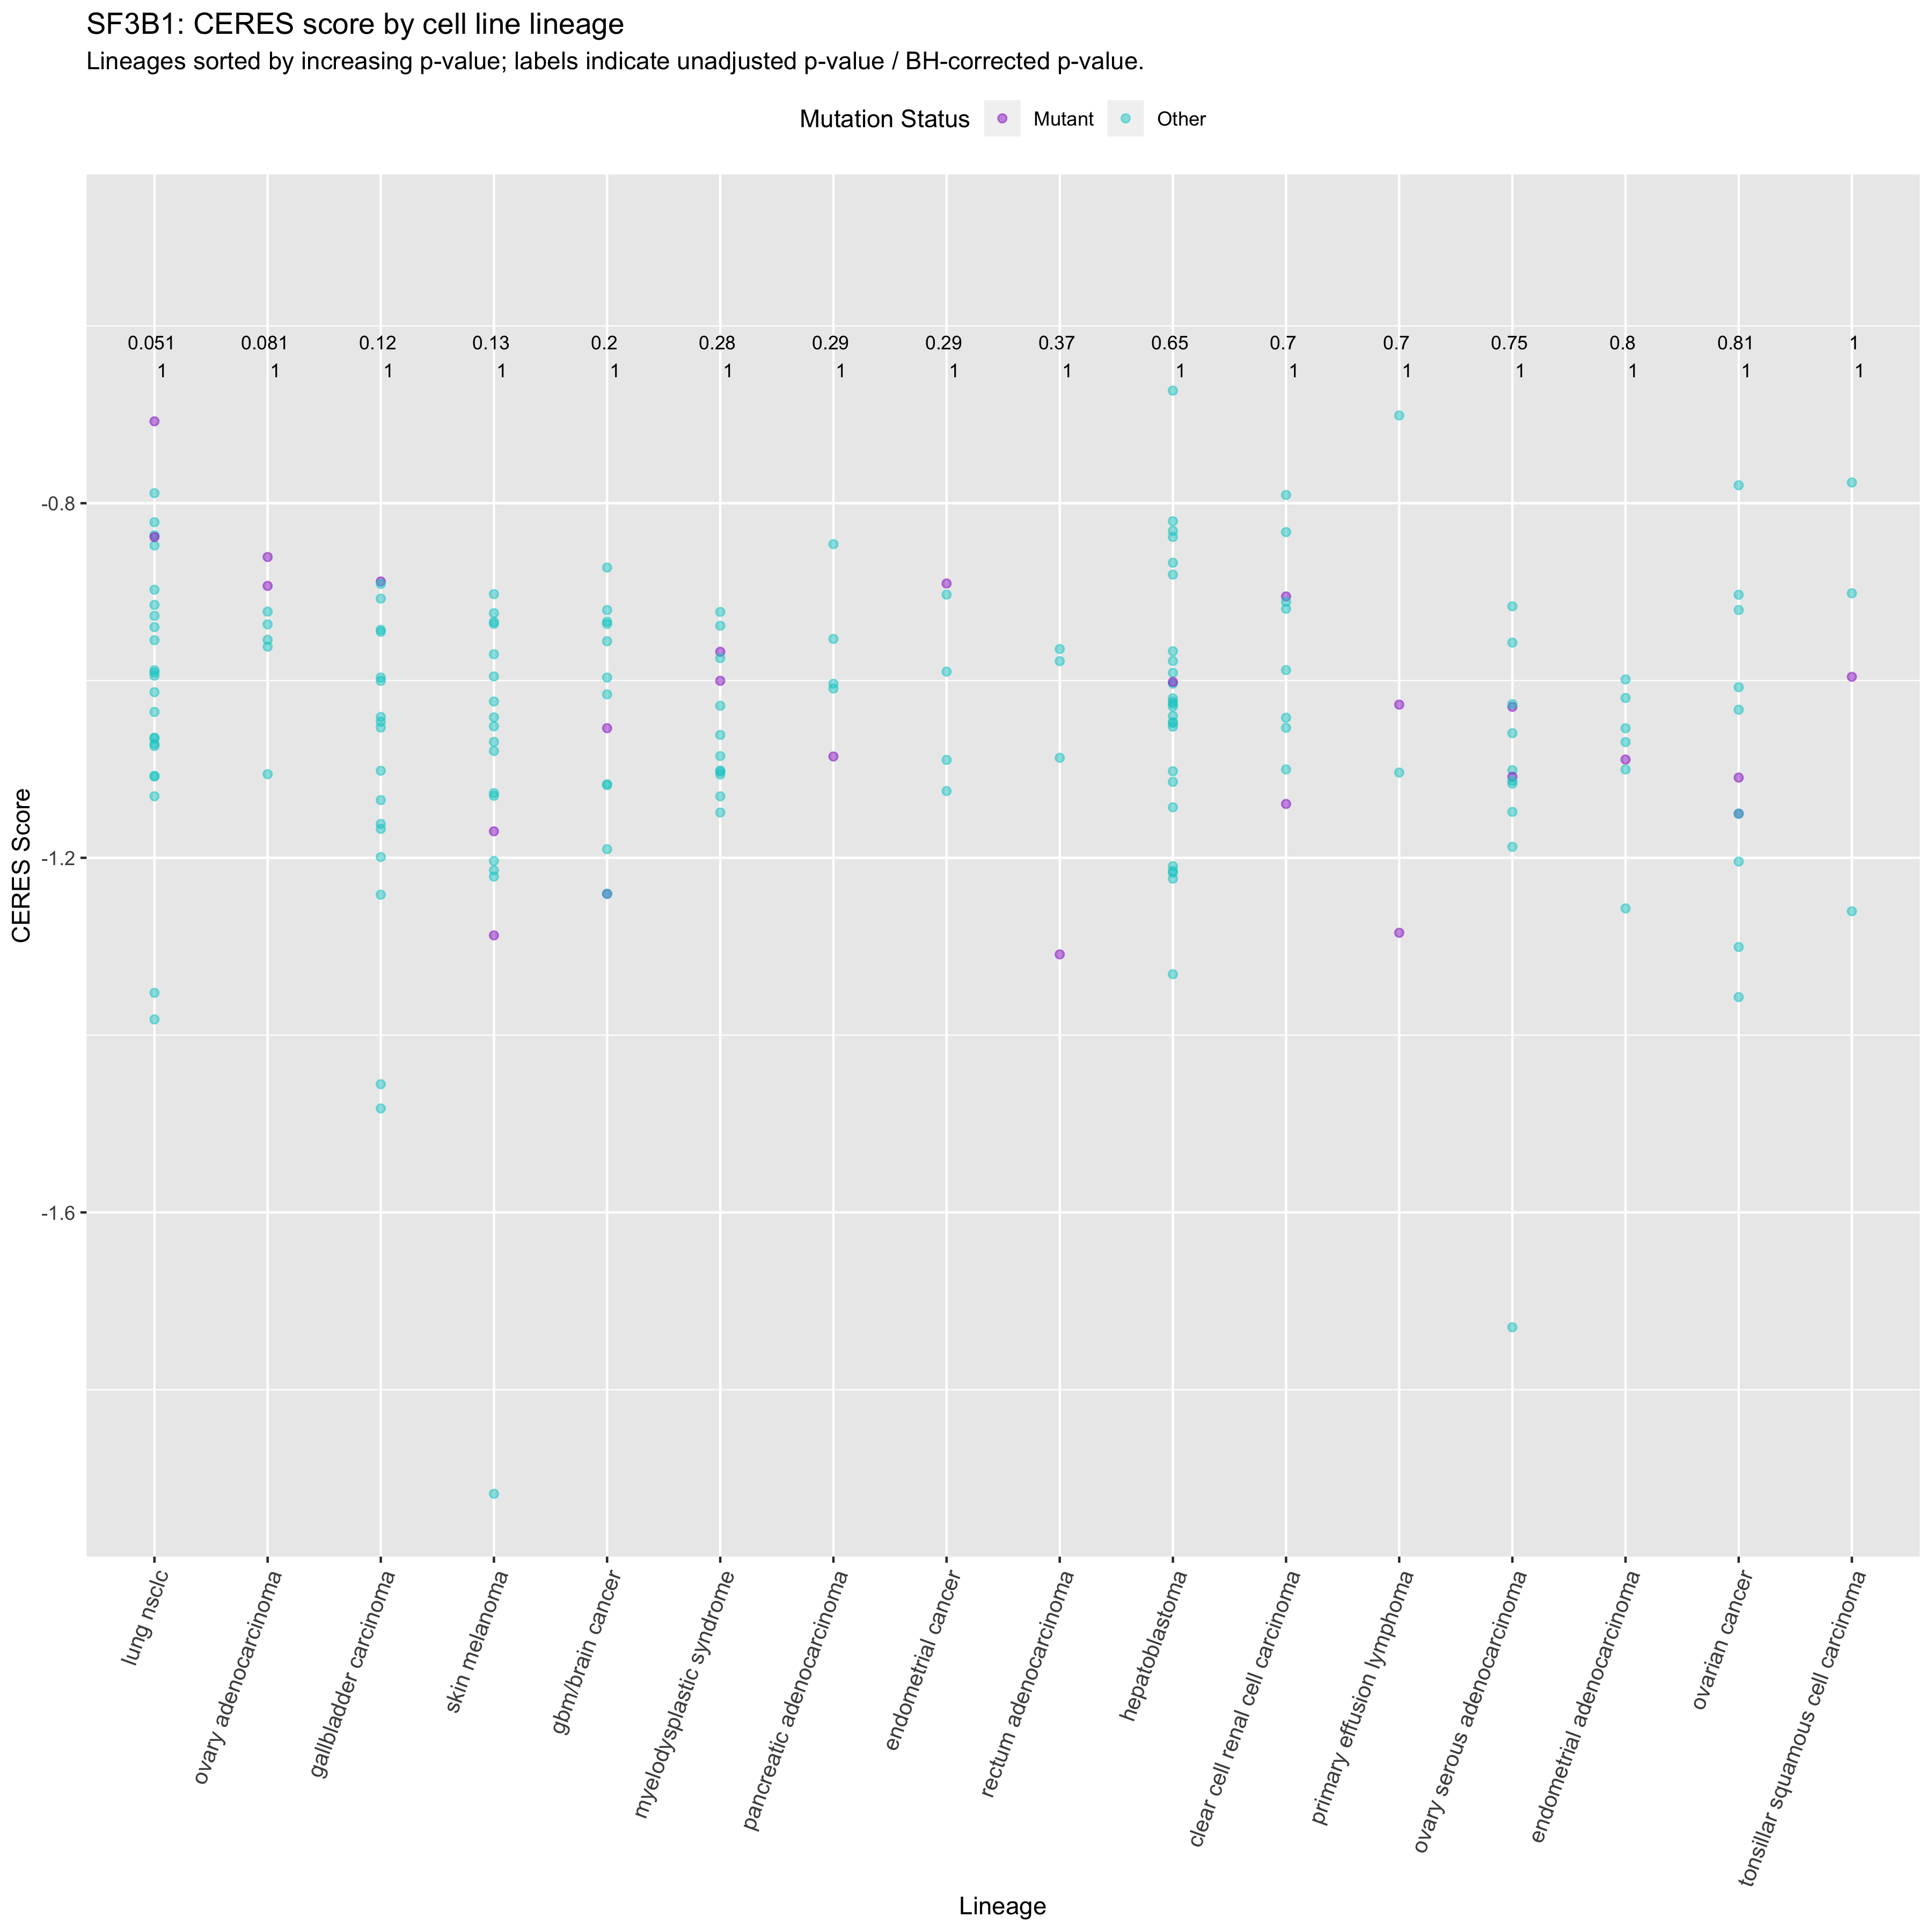 SF3B1: CERES score by cell line lineage
Lineages sorted by increasing p-value; labels indicate unadjusted p-value / BH-corrected p-value.
Mutation Status Mutant Other
0.051 0.081 0.12 0.13 0.2 0.28 0.29 0.29 0.37 0.65 0.7 0.7 0.75 0.8 0.81 1
1 1 1 1 1 1 1 1 1 1 1 1 1 1 1 1
-0.8
-1.2
-1.6
CERES Score
lung nsclc
ovary adenocarcinoma
gallbladder carcinoma
skin melanoma
gbm/brain cancer
myelodysplastic syndrome
pancreatic adenocarcinoma
endometrial cancer
rectum adenocarcinoma
hepatoblastoma
clear cell renal cell carcinoma
primary effusion lymphoma
ovary serous adenocarcinoma
endometrial adenocarcinoma
ovarian cancer
tonsillar squamous cell carcinoma
Lineage